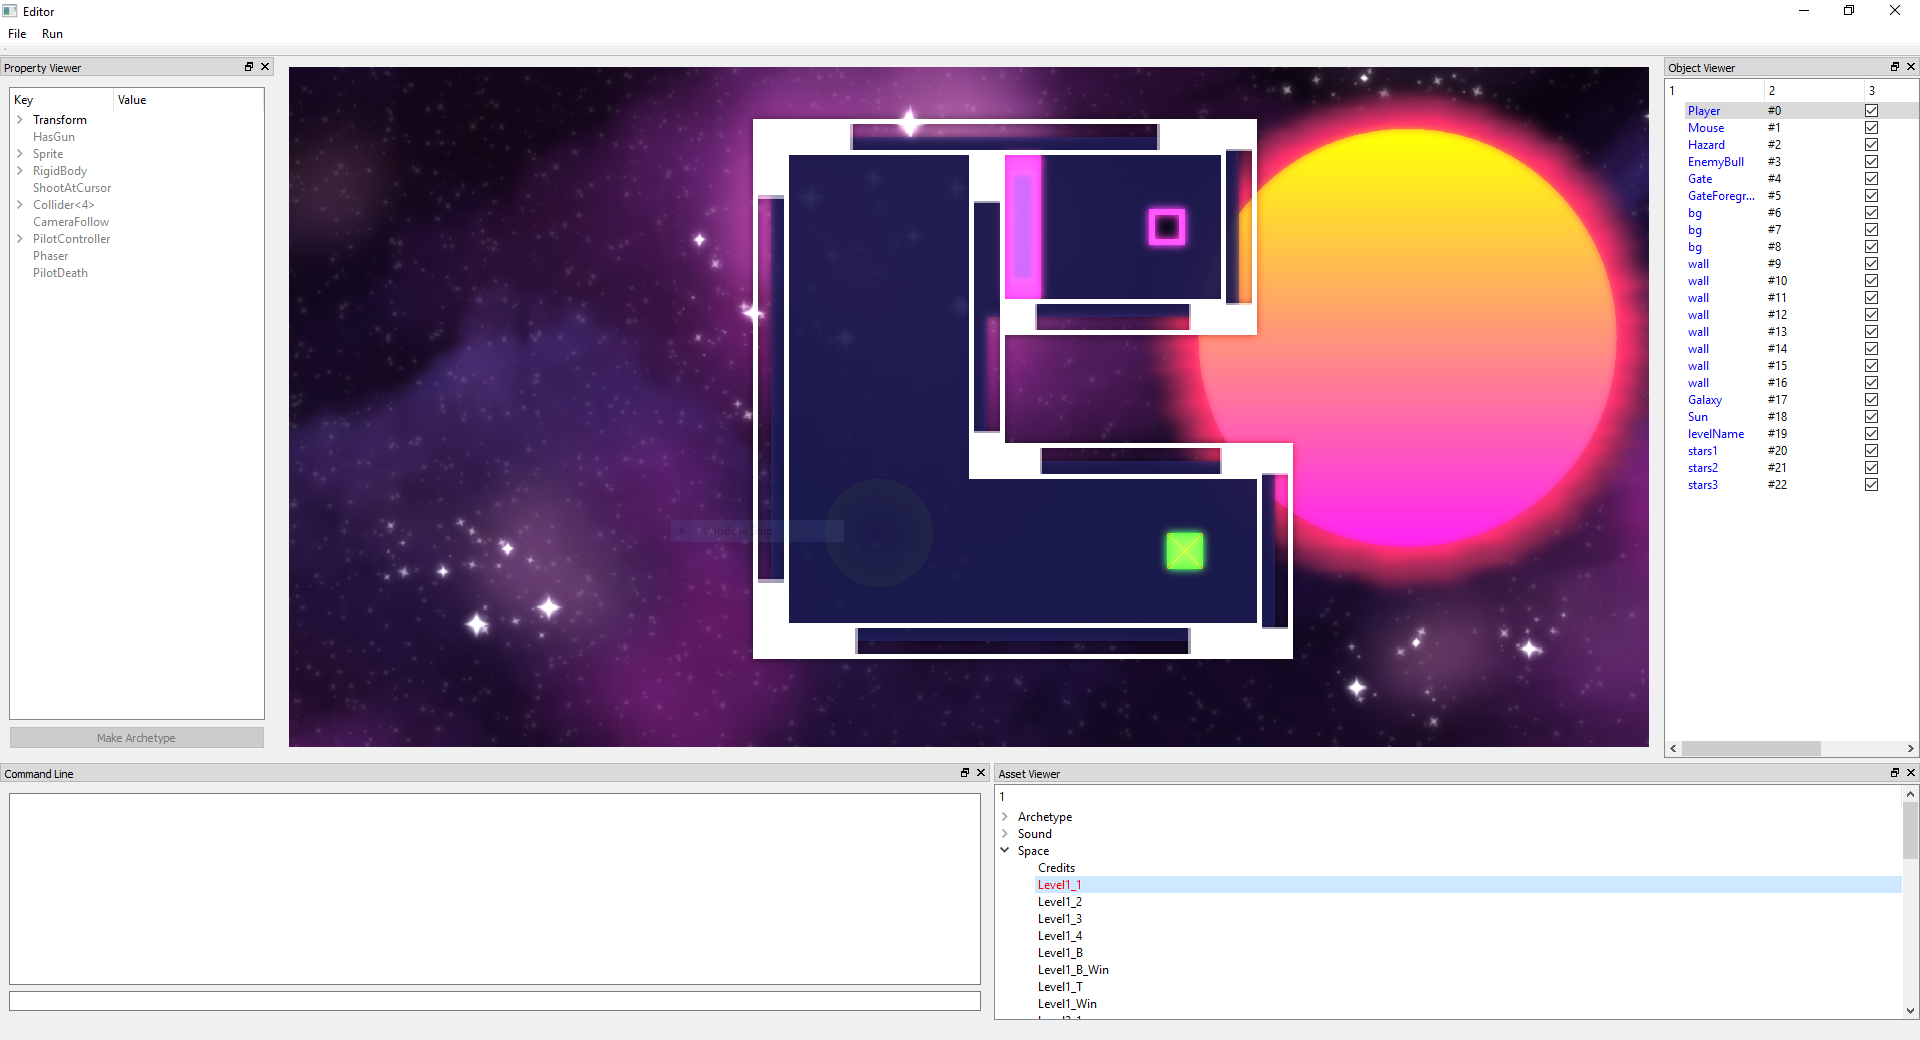 Editor
File Run
Property Viewer
Key Value
Transform
HasGun
Sprite
RigidBody
ShootAtCursor
Collider<4>
CameraFollow
PilotController
Phaser
PilotDeath
Make Archetype
Object Viewer
1 2 3
Player #0
Mouse #1
Hazard #2
EnemyBull #3
Gate #4
GateForegr... #5
bg #6
bg #7
bg #8
wall #9
wall #10
wall #11
wall #12
wall #13
wall #14
wall #15
wall #16
Galaxy #17
Sun #18
levelName #19
stars1 #20
stars2 #21
stars3 #22
Command Line
Asset Viewer
1
Archetype
Sound
Space
Credits
Level1_1
Level1_2
Level1_3
Level1_4
Level1_B
Level1_B_Win
Level1_T
Level1_Win